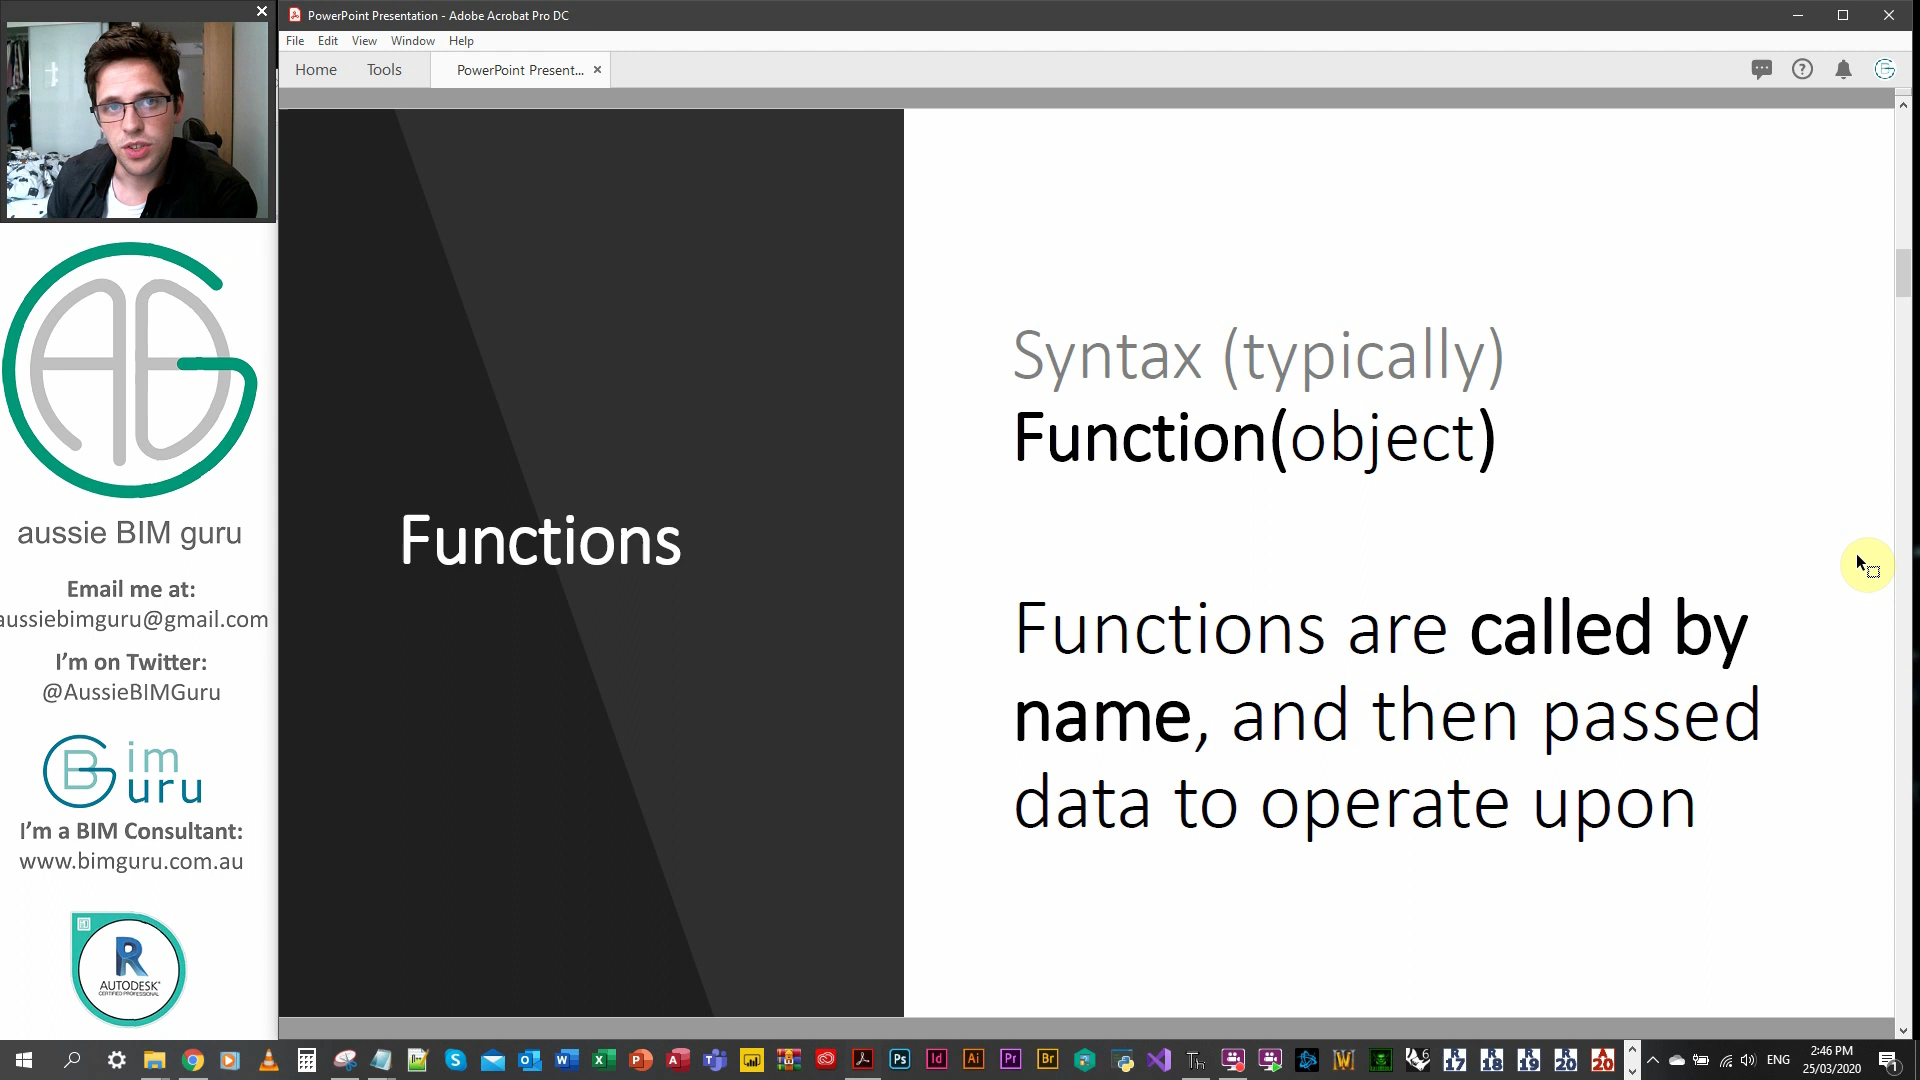 PowerPoint Presentation - Adobe Acrobat Pro DC
File Edit View Window Help
Home Tools PowerPoint Present...
aussie BIM guru
Email me at:
aussiebimguru@gmail.com
I'm on Twitter:
@AussieBIMGuru
BG im uru
I'm a BIM Consultant:
www.bimguru.com.au
R
AUTODESK
CERTIFIED PROFESSIONAL
Functions
Syntax (typically)
Function(object)
Functions are called by
name, and then passed
data to operate upon
ENG
2:46 PM
25/03/2020